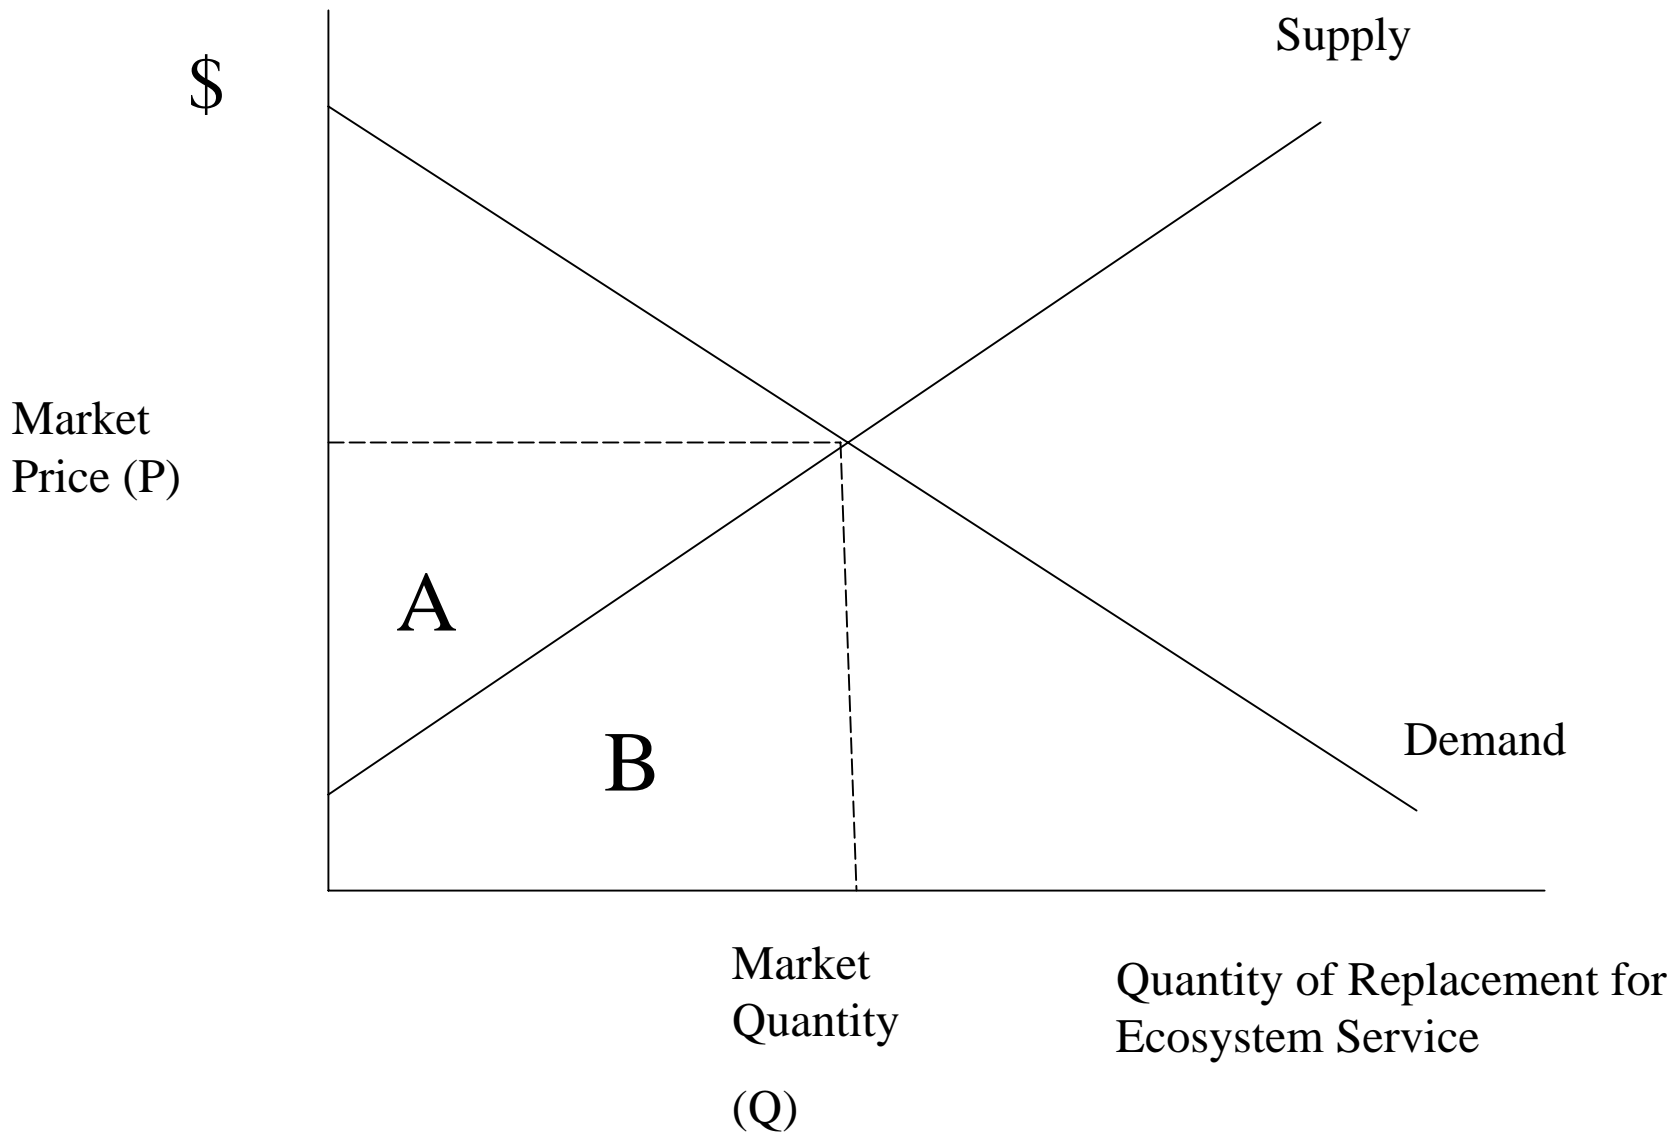 Supply
$
Market
Price (P)
A
B
Demand
Market
Quantity
(Q)
Quantity of Replacement for
Ecosystem Service